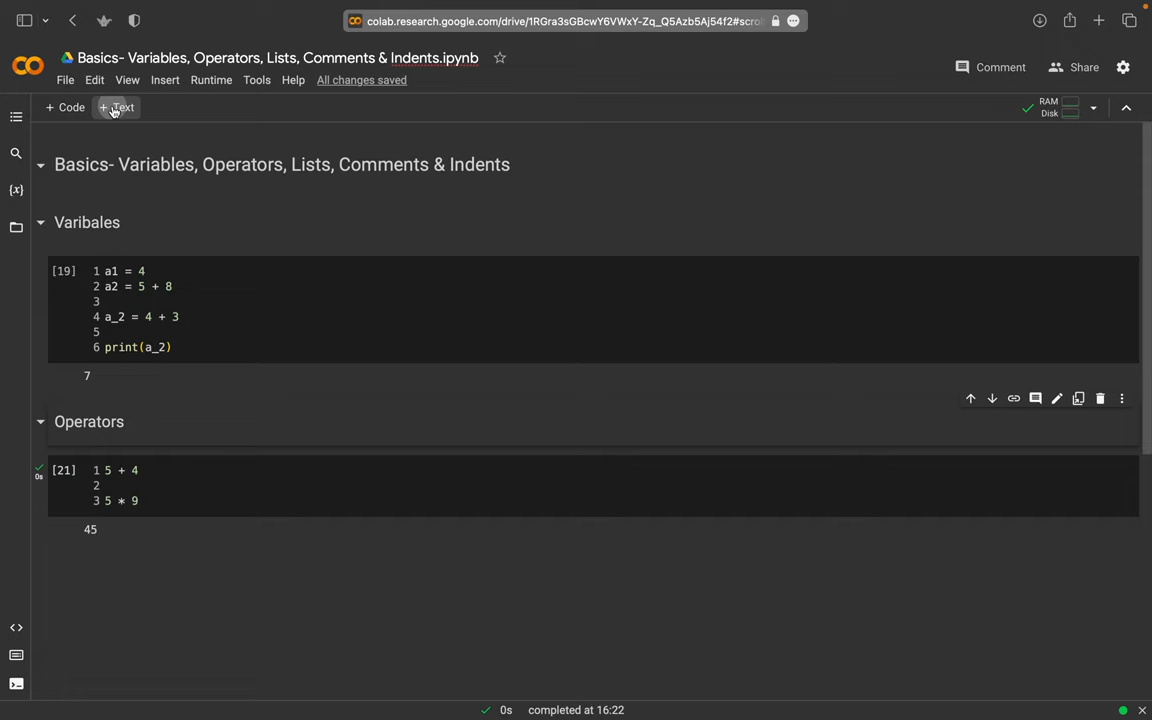 colab.research.google.com/drive/1RGra3sGBcwY6VWxY-Zq_Q5Azb5Aj54f2#scrol
Basics- Variables, Operators, Lists, Comments & Indents.ipynb
File Edit View Insert Runtime Tools Help All changes saved
Comment Share
+ Code + Text
RAM
Disk
Basics- Variables, Operators, Lists, Comments & Indents
{x}
Varibales
[19] 1 a1 = 4
2 a2 = 5 + 8
3
4 a_2 = 4 + 3
5
6 print(a_2)
7
Operators
[21] 1 5 + 4
0s
2
3 5 * 9
45
0s completed at 16:22